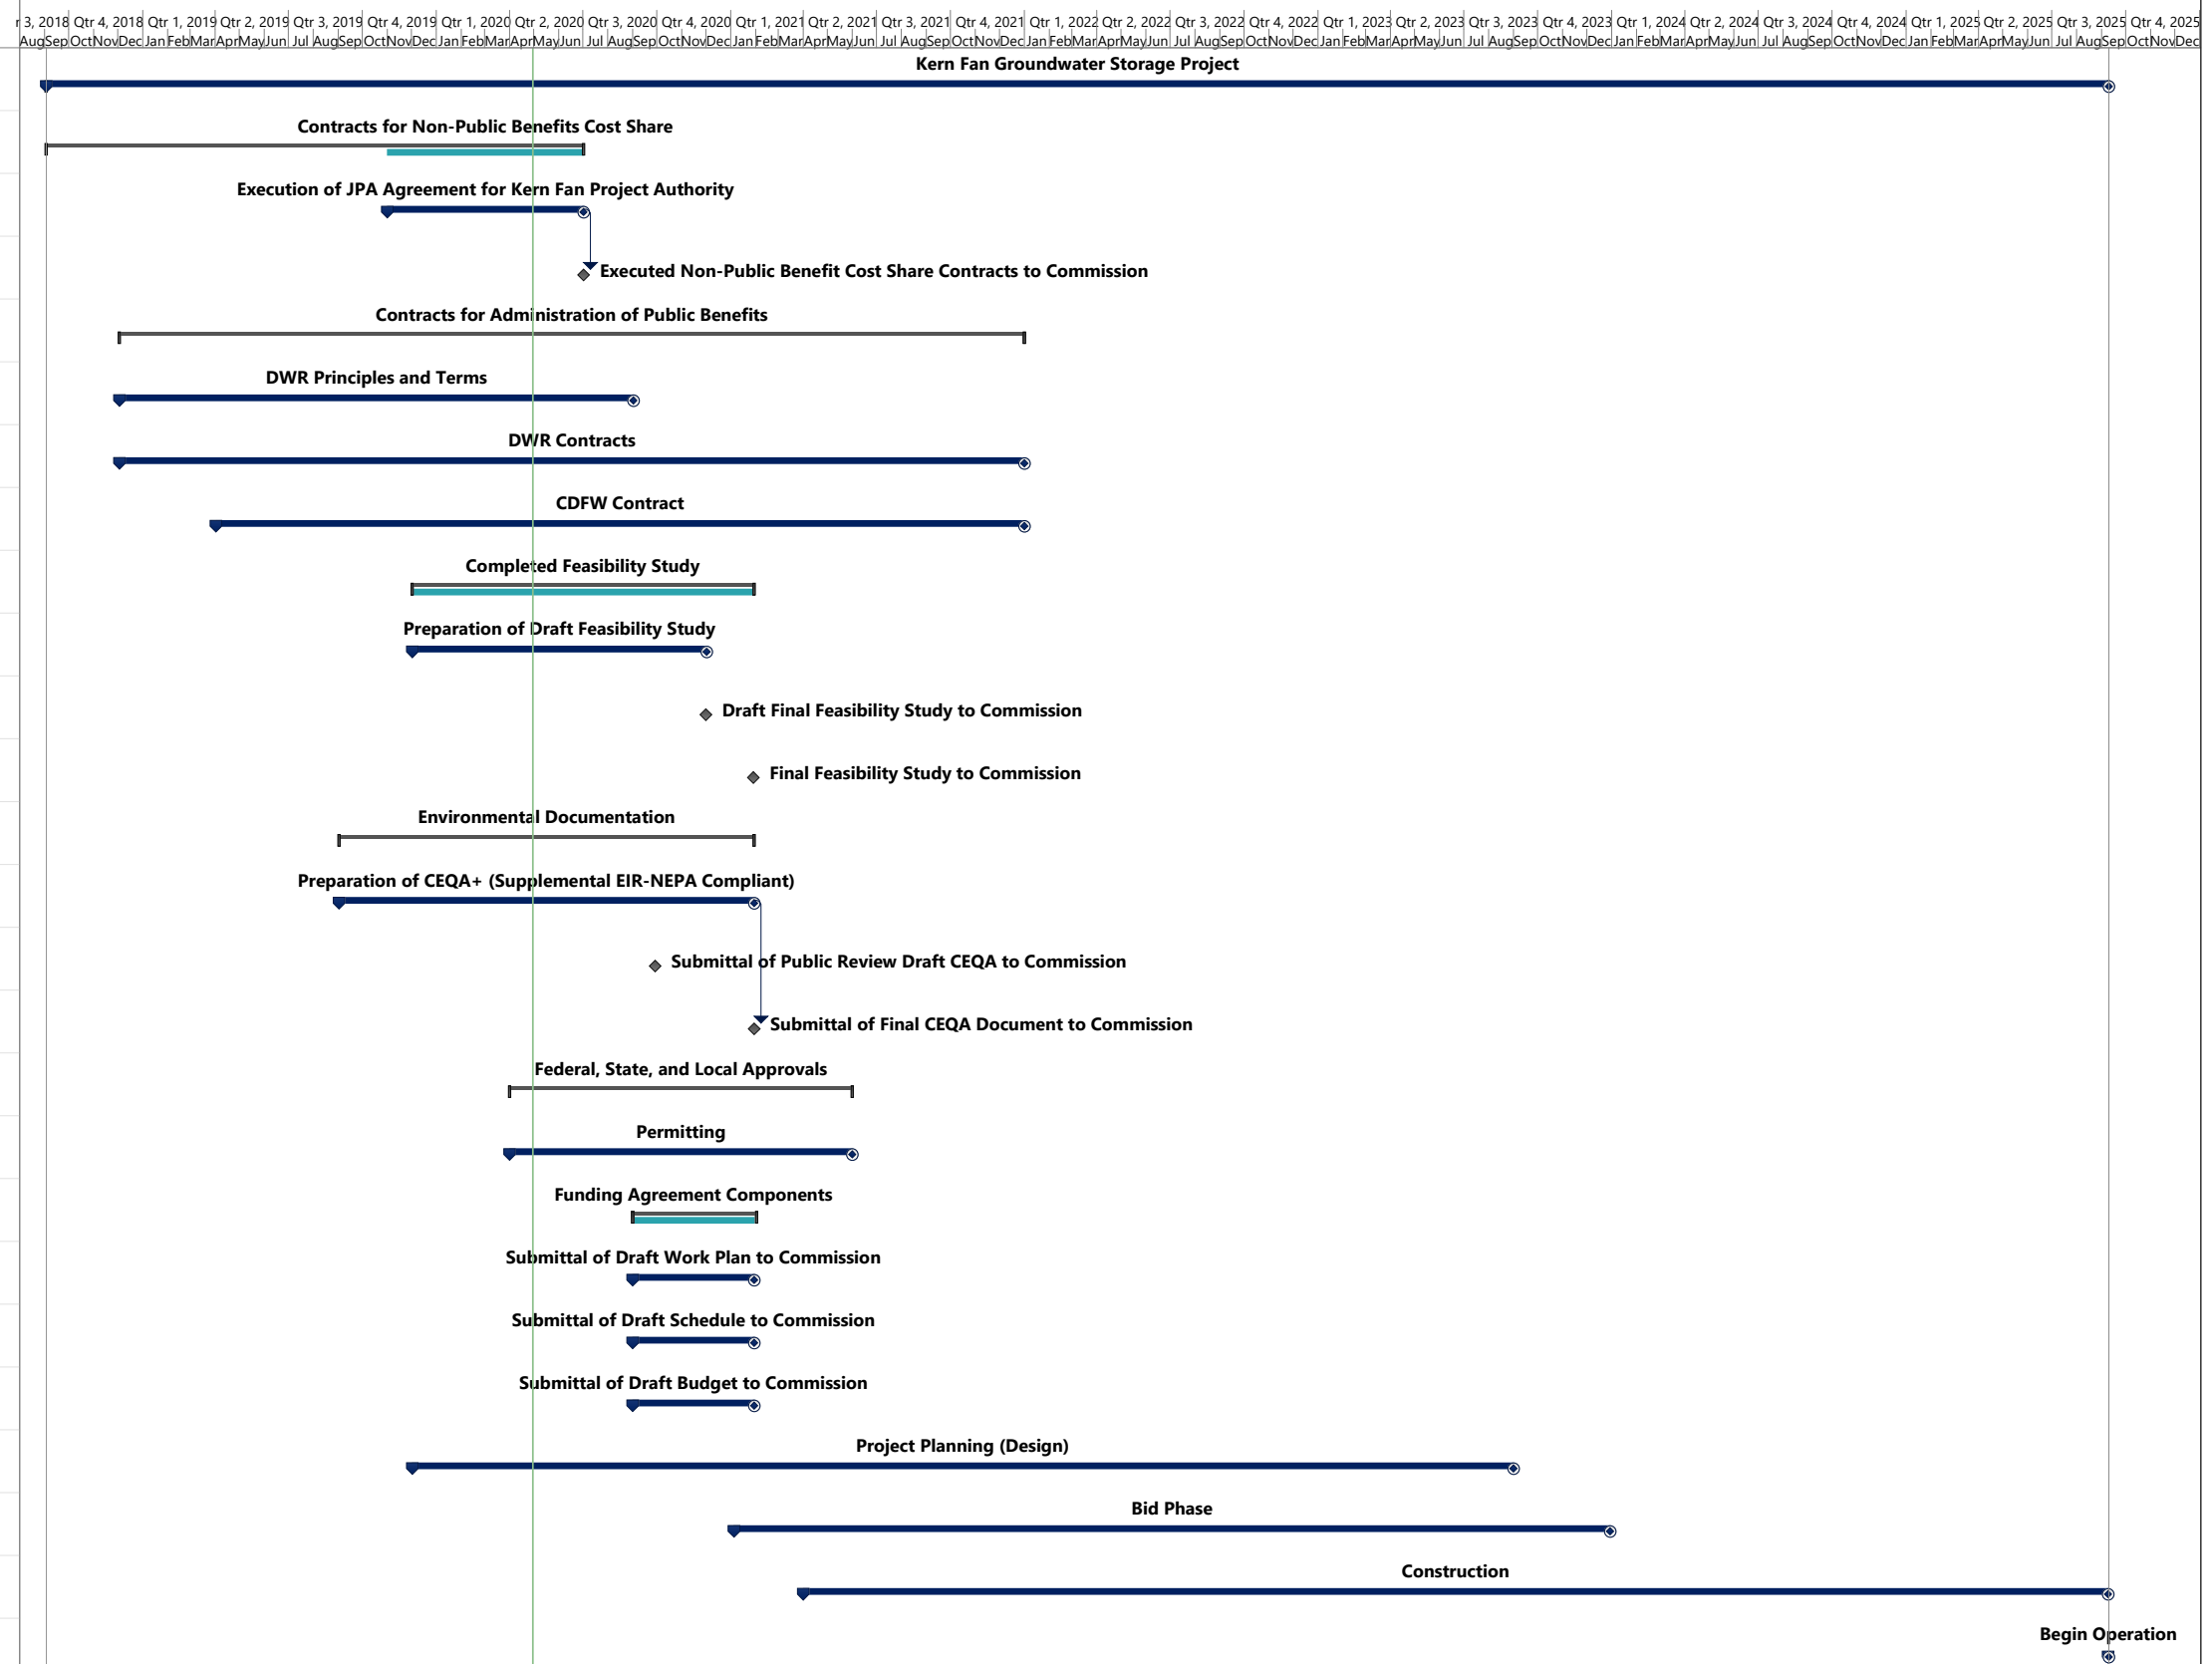 r 3, 2018 Qtr 4, 2018 Qtr 1, 2019 Qtr 2, 2019 Qtr 3, 2019 Qtr 4, 2019 Qtr 1, 2020 Qtr 2, 2020 Qtr 3, 2020 Qtr 4, 2020 Qtr 1, 2021 Qtr 2, 2021 Qtr 3, 2021 Qtr 4, 2021 Qtr 1, 2022 Qtr 2, 2022 Qtr 3, 2022 Qtr 4, 2022 Qtr 1, 2023 Qtr 2, 2023 Qtr 3, 2023 Qtr 4, 2023 Qtr 1, 2024 Qtr 2, 2024 Qtr 3, 2024 Qtr 4, 2024 Qtr 1, 2025 Qtr 2, 2025 Qtr 3, 2025 Qtr 4, 2025
Aug Sep Oct Nov Dec Jan Feb Mar Apr May Jun Jul Aug Sep Oct Nov Dec Jan Feb Mar Apr May Jun Jul Aug Sep Oct Nov Dec Jan Feb Mar Apr May Jun Jul Aug Sep Oct Nov Dec Jan Feb Mar Apr May Jun Jul Aug Sep Oct Nov Dec Jan Feb Mar Apr May Jun Jul Aug Sep Oct Nov Dec Jan Feb Mar Apr May Jun Jul Aug Sep Oct Nov Dec Jan Feb Mar Apr May Jun Jul Aug Sep Oct Nov Dec
Kern Fan Groundwater Storage Project
Contracts for Non-Public Benefits Cost Share
Execution of JPA Agreement for Kern Fan Project Authority
Executed Non-Public Benefit Cost Share Contracts to Commission
Contracts for Administration of Public Benefits
DWR Principles and Terms
DWR Contracts
CDFW Contract
Completed Feasibility Study
Preparation of Draft Feasibility Study
Draft Final Feasibility Study to Commission
Final Feasibility Study to Commission
Environmental Documentation
Preparation of CEQA+ (Supplemental EIR-NEPA Compliant)
Submittal of Public Review Draft CEQA to Commission
Submittal of Final CEQA Document to Commission
Federal, State, and Local Approvals
Permitting
Funding Agreement Components
Submittal of Draft Work Plan to Commission
Submittal of Draft Schedule to Commission
Submittal of Draft Budget to Commission
Project Planning (Design)
Bid Phase
Construction
Begin Operation